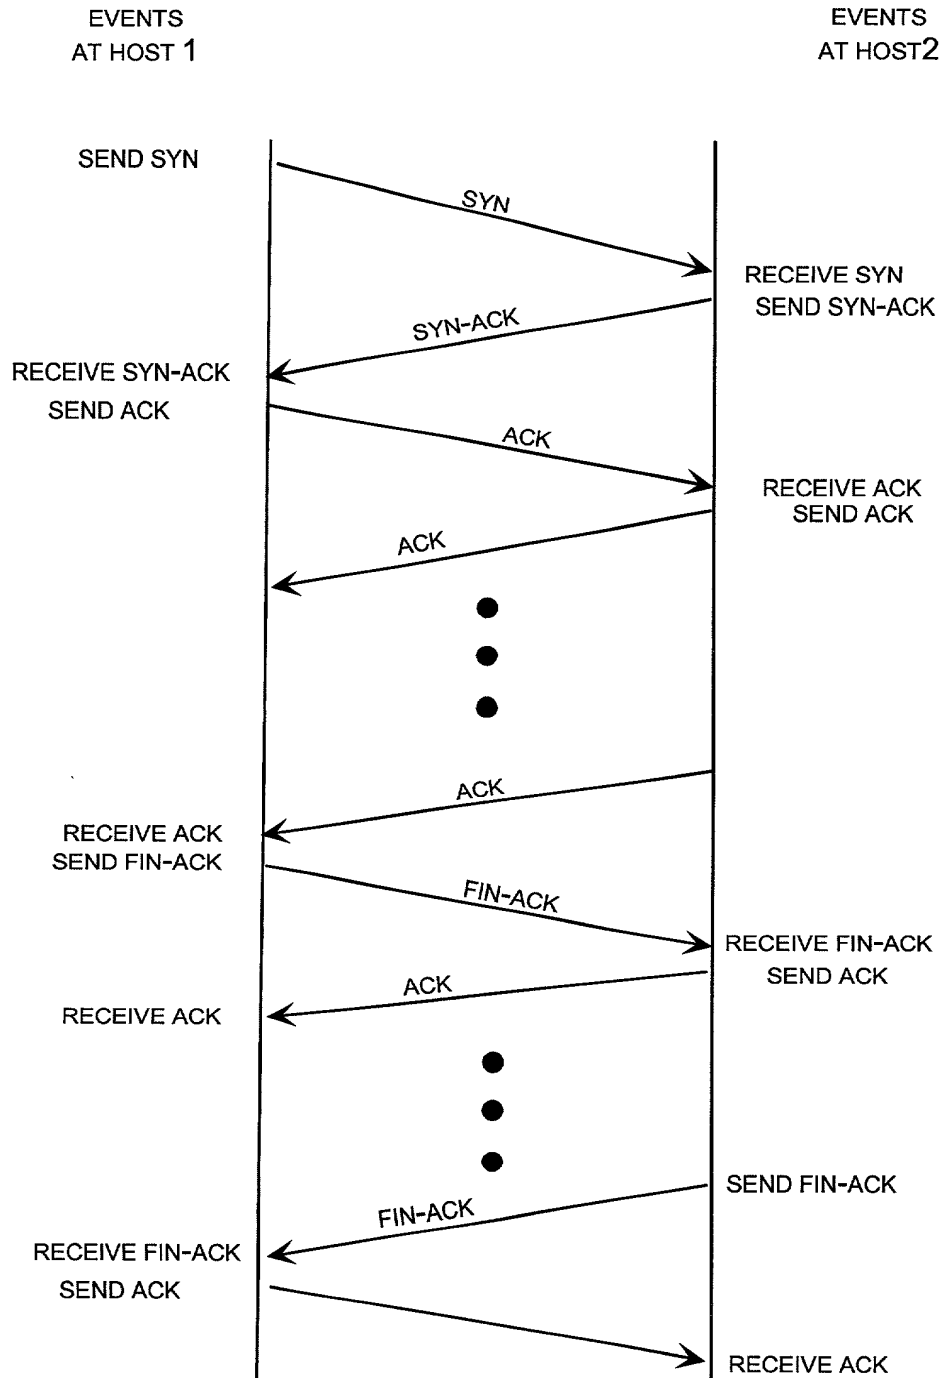 EVENTS
AT HOST 1
EVENTS
AT HOST2
SEND SYN
SYN
RECEIVE SYN
SEND SYN-ACK
SYN-ACK
RECEIVE SYN-ACK
SEND ACK
ACK
RECEIVE ACK
SEND ACK
ACK
ACK
RECEIVE ACK
SEND FIN-ACK
FIN-ACK
RECEIVE FIN-ACK
SEND ACK
ACK
RECEIVE ACK
SEND FIN-ACK
FIN-ACK
RECEIVE FIN-ACK
SEND ACK
RECEIVE ACK